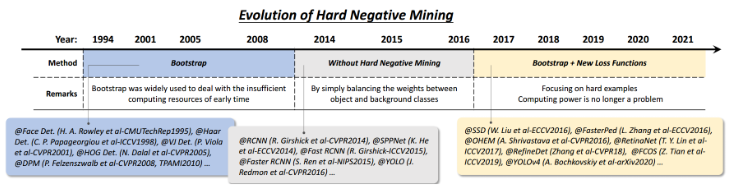 Evolution of Hard Negative Mining
Year: 1994 2001 2005 2008 2014 2015 2016 2017 2018 2019 2020 2021
Method Bootstrap Without Hard Negative Mining Bootstrap + New Loss Functions
Remarks
Bootstrap was widely used to deal with the insufficient
computing resources of early time
By simply balancing the weights between
object and background classes
Focusing on hard examples
Computing power is no longer a problem
@Face Det. (H. A. Rowley et al-CMUTechRep1995), @Haar
Det. (C. P. Papageorgiou et al-ICCV1998), @VJ Det. (P. Viola
et al-CVPR2001), @HOG Det. (N. Dalal et al-CVPR2005),
@DPM (P. Felzenszwalb et al-CVPR2008, TPAMI2010) ...
@RCNN (R. Girshick et al-CVPR2014), @SPPNet (K. He
et al-ECCV2014), @Fast RCNN (R. Girshick-ICCV2015),
@Faster RCNN (S. Ren et al-NIPS2015), @YOLO (J.
Redmon et al-CVPR2016) ...
@SSD (W. Liu et al-ECCV2016), @FasterPed (L. Zhang et al-ECCV2016),
@OHEM (A. Shrivastava et al-CVPR2016), @RetinaNet (T. Y. Lin et al-
ICCV2017), @RefineDet (Zhang et al-CVPR18), @FCOS (Z. Tian et al-
ICCV2019), @YOLOv4 (A. Bochkovskiy et al-arXiv2020) ...